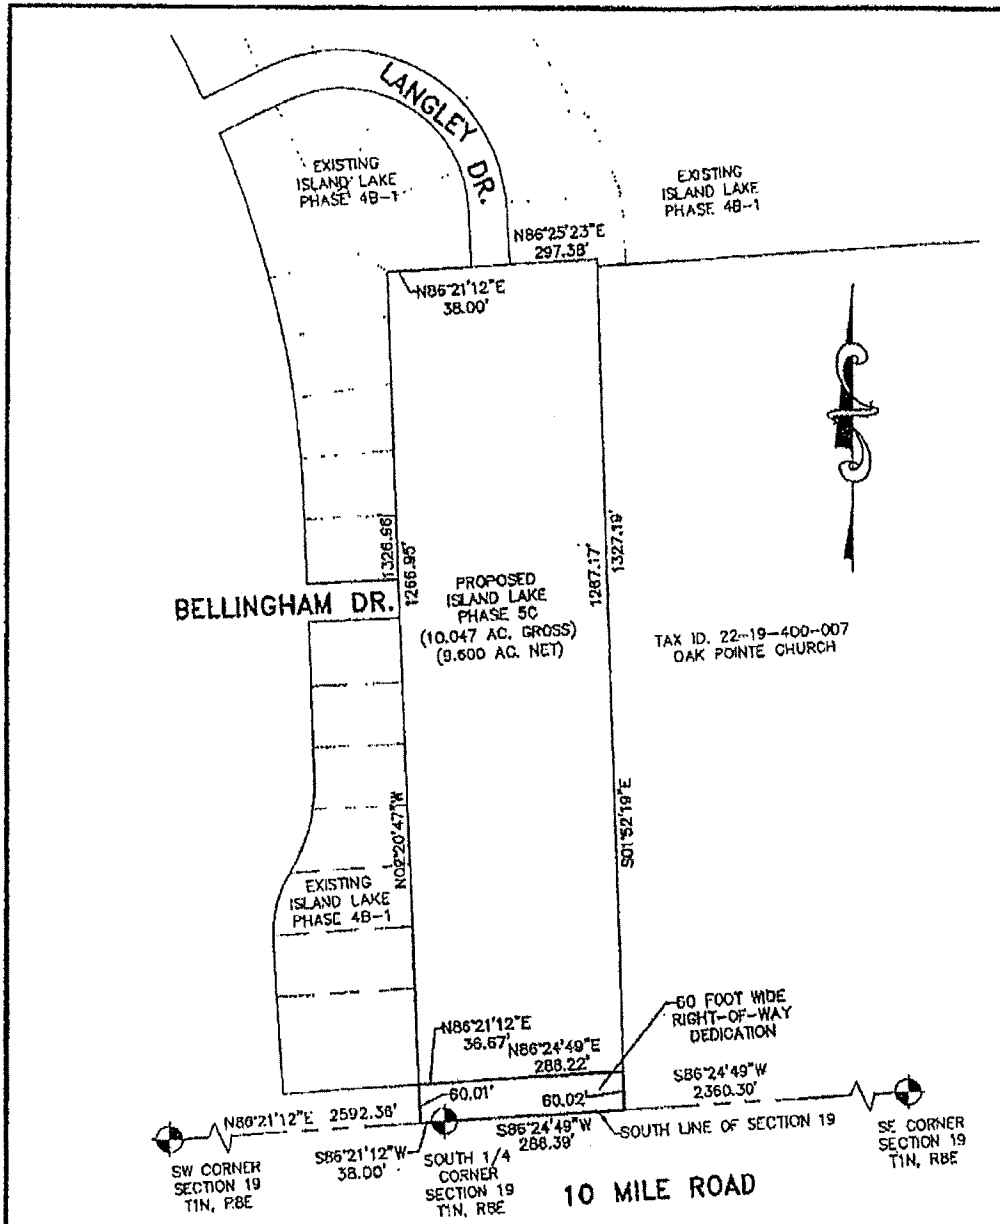 LANGLEY DR.
EXISTING
ISLAND LAKE
PHASE 4B-1
EXISTING
ISLAND LAKE
PHASE 4B-1
N86°25'23"E
297.38'
N86°21'12"E
38.00'
1326.96'
1266.95'
1267.17'
1327.19'
PROPOSED
ISLAND LAKE
PHASE 5C
(10.047 AC. GROSS)
(9.600 AC. NET)
BELLINGHAM DR.
TAX ID. 22-19-400-007
OAK POINTE CHURCH
N02°20'47"W
S01°52'19"E
EXISTING
ISLAND LAKE
PHASE 4B-1
60 FOOT WIDE
RIGHT-OF-WAY
DEDICATION
N86°21'12"E
36.67'
N86°24'49"E
288.22'
S86°24'49"W
2360.30'
60.01'
60.02'
N86°21'12"E 2592.36'
S86°24'49"W
288.39'
SOUTH LINE OF SECTION 19
SW CORNER
SECTION 19
T1N, R8E
S86°21'12"W
38.00'
SOUTH 1/4
CORNER
SECTION 19
T1N, R8E
SE CORNER
SECTION 19
T1N, R8E
10 MILE ROAD